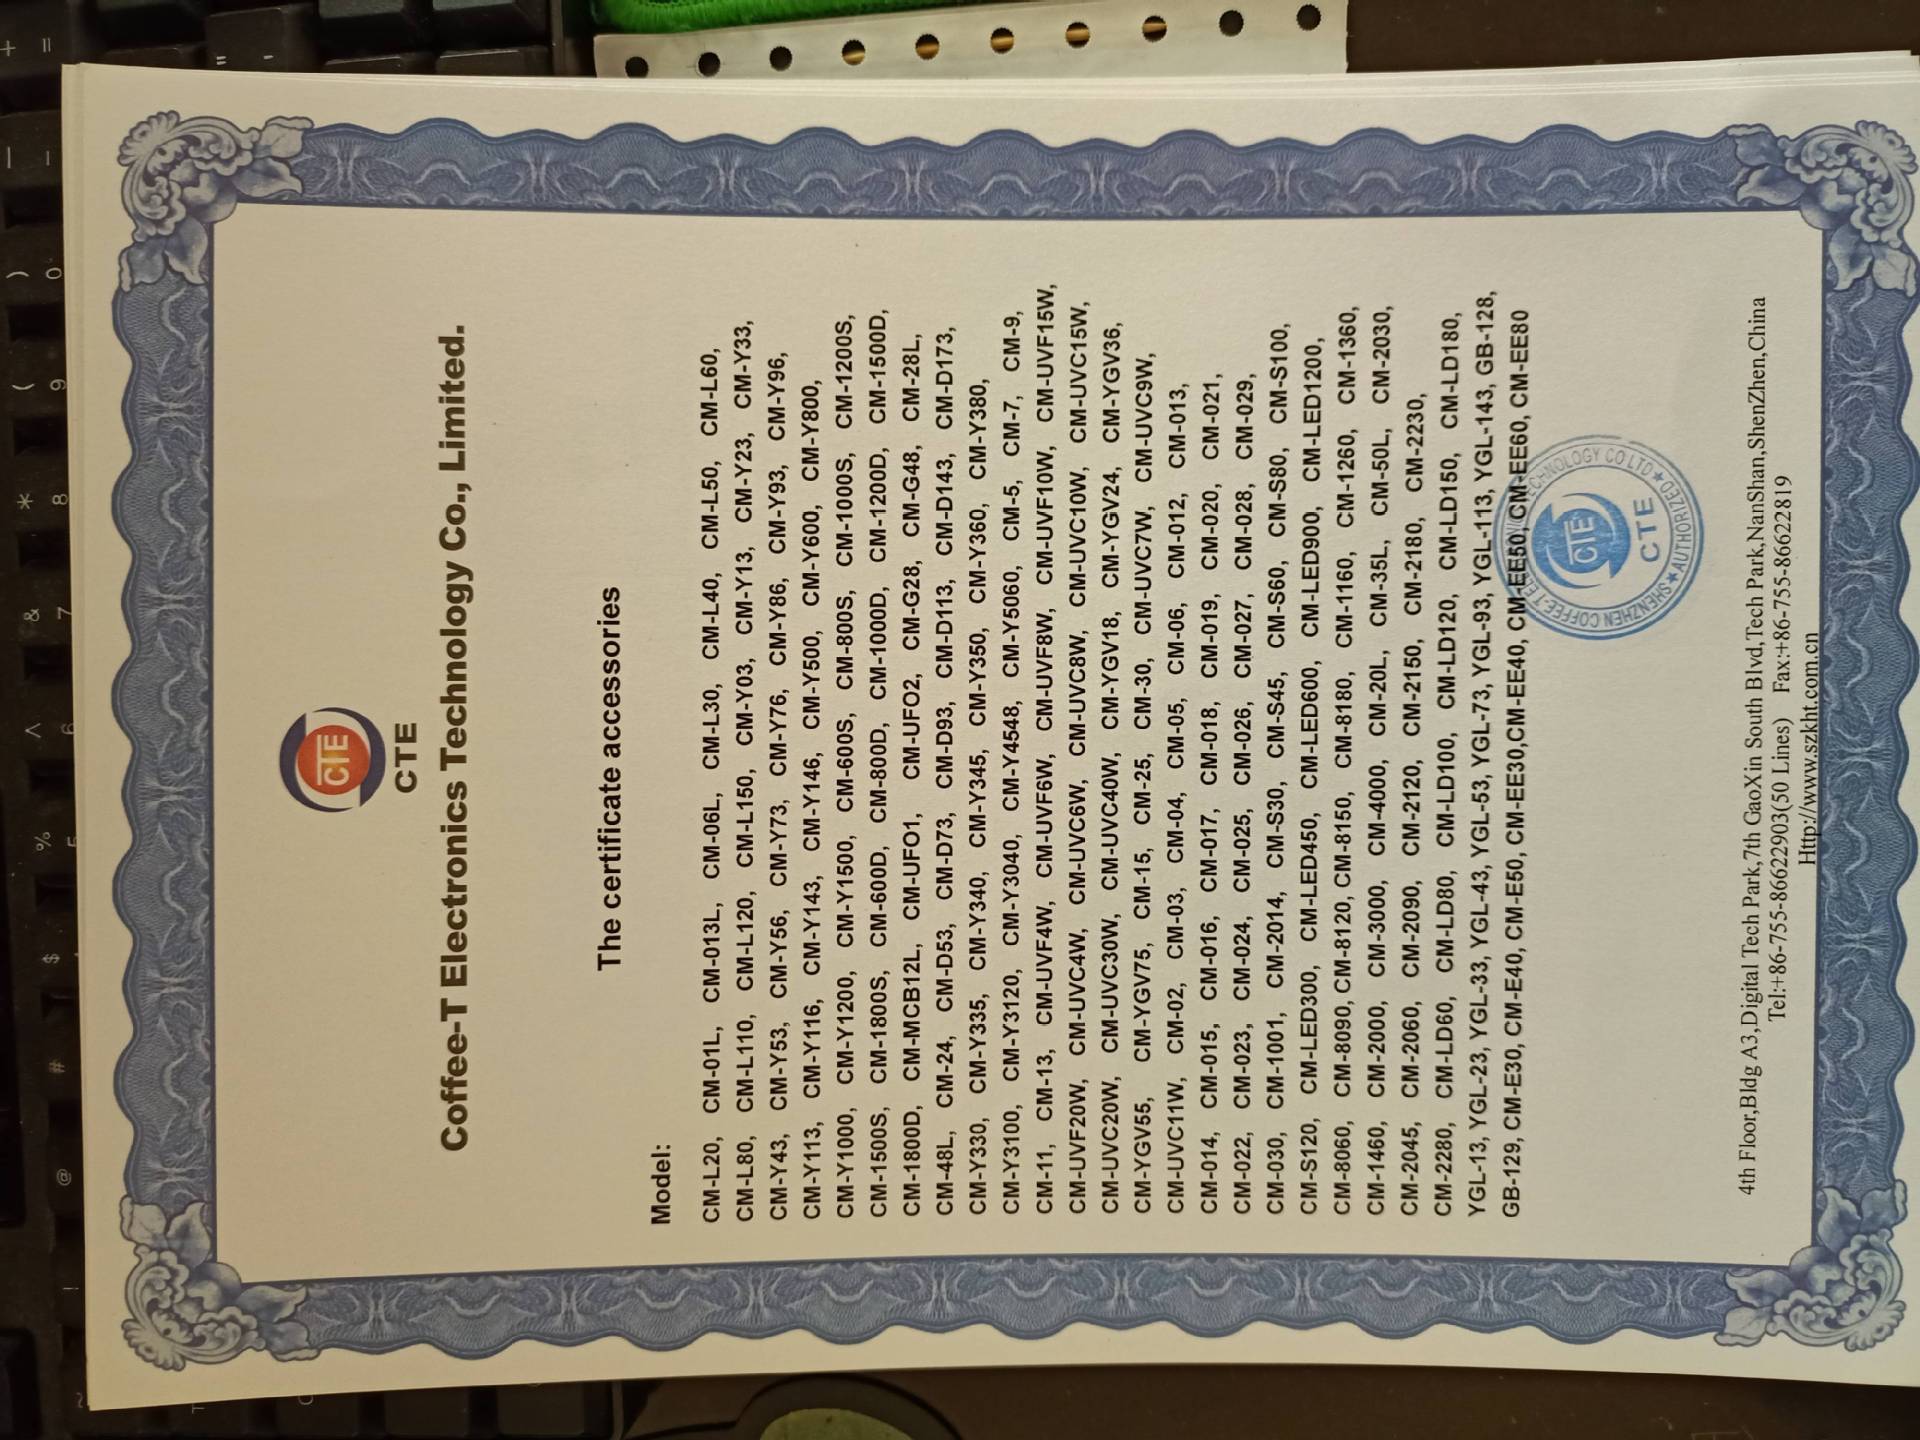 CTE
CTE
Coffee-T Electronics Technology Co., Limited.
The certificate accessories
Model:
CM-L20, CM-01L, CM-013L, CM-06L, CM-L30, CM-L40, CM-L50, CM-L60,
CM-L80, CM-L110, CM-L120, CM-L150, CM-Y03, CM-Y13, CM-Y23, CM-Y33,
CM-Y43, CM-Y53, CM-Y56, CM-Y73, CM-Y76, CM-Y86, CM-Y93, CM-Y96,
CM-Y113, CM-Y116, CM-Y143, CM-Y146, CM-Y500, CM-Y600, CM-Y800,
CM-Y1000, CM-Y1200, CM-Y1500, CM-600S, CM-800S, CM-1000S, CM-1200S,
CM-1500S, CM-1800S, CM-600D, CM-800D, CM-1000D, CM-1200D, CM-1500D,
CM-1800D, CM-MCB12L, CM-UFO1, CM-UFO2, CM-G28, CM-G48, CM-28L,
CM-48L, CM-24, CM-D53, CM-D73, CM-D93, CM-D113, CM-D143, CM-D173,
CM-Y330, CM-Y335, CM-Y340, CM-Y345, CM-Y350, CM-Y360, CM-Y380,
CM-Y3100, CM-Y3120, CM-Y3040, CM-Y4548, CM-Y5060, CM-5, CM-7, CM-9,
CM-11, CM-13, CM-UVF4W, CM-UVF6W, CM-UVF8W, CM-UVF10W, CM-UVF15W,
CM-UVF20W, CM-UVC4W, CM-UVC6W, CM-UVC8W, CM-UVC10W, CM-UVC15W,
CM-UVC20W, CM-UVC30W, CM-UVC40W, CM-YGV18, CM-YGV24, CM-YGV36,
CM-YGV55, CM-YGV75, CM-15, CM-25, CM-30, CM-UVC7W, CM-UVC9W,
CM-UVC11W, CM-02, CM-03, CM-04, CM-05, CM-06, CM-012, CM-013,
CM-014, CM-015, CM-016, CM-017, CM-018, CM-019, CM-020, CM-021,
CM-022, CM-023, CM-024, CM-025, CM-026, CM-027, CM-028, CM-029,
CM-030, CM-1001, CM-2014, CM-S30, CM-S45, CM-S60, CM-S80, CM-S100,
CM-S120, CM-LED300, CM-LED450, CM-LED600, CM-LED900, CM-LED1200,
CM-8060, CM-8090, CM-8120, CM-8150, CM-8180, CM-1160, CM-1260, CM-1360,
CM-1460, CM-2000, CM-3000, CM-4000, CM-20L, CM-35L, CM-50L, CM-2030,
CM-2045, CM-2060, CM-2090, CM-2120, CM-2150, CM-2180, CM-2230,
CM-2280, CM-LD60, CM-LD80, CM-LD100, CM-LD120, CM-LD150, CM-LD180,
YGL-13, YGL-23, YGL-33, YGL-43, YGL-53, YGL-73, YGL-93, YGL-113, YGL-143, GB-128,
GB-129, CM-E30, CM-E40, CM-E50, CM-EE30,CM-EE40, CM-EE50, CM-EE60, CM-EE80
SHENZHEN COFFEE-T TECHNOLOGY CO LTD
CTE
CTE
★ AUTHORIZED ★
4th Floor,Bldg A3,Digital Tech Park,7th GaoXin South Blvd,Tech Park,NanShan,ShenZhen,China
Tel:+86-755-86622903(50 Lines) Fax:+86-755-86622819
Http://www.szkht.com.cn